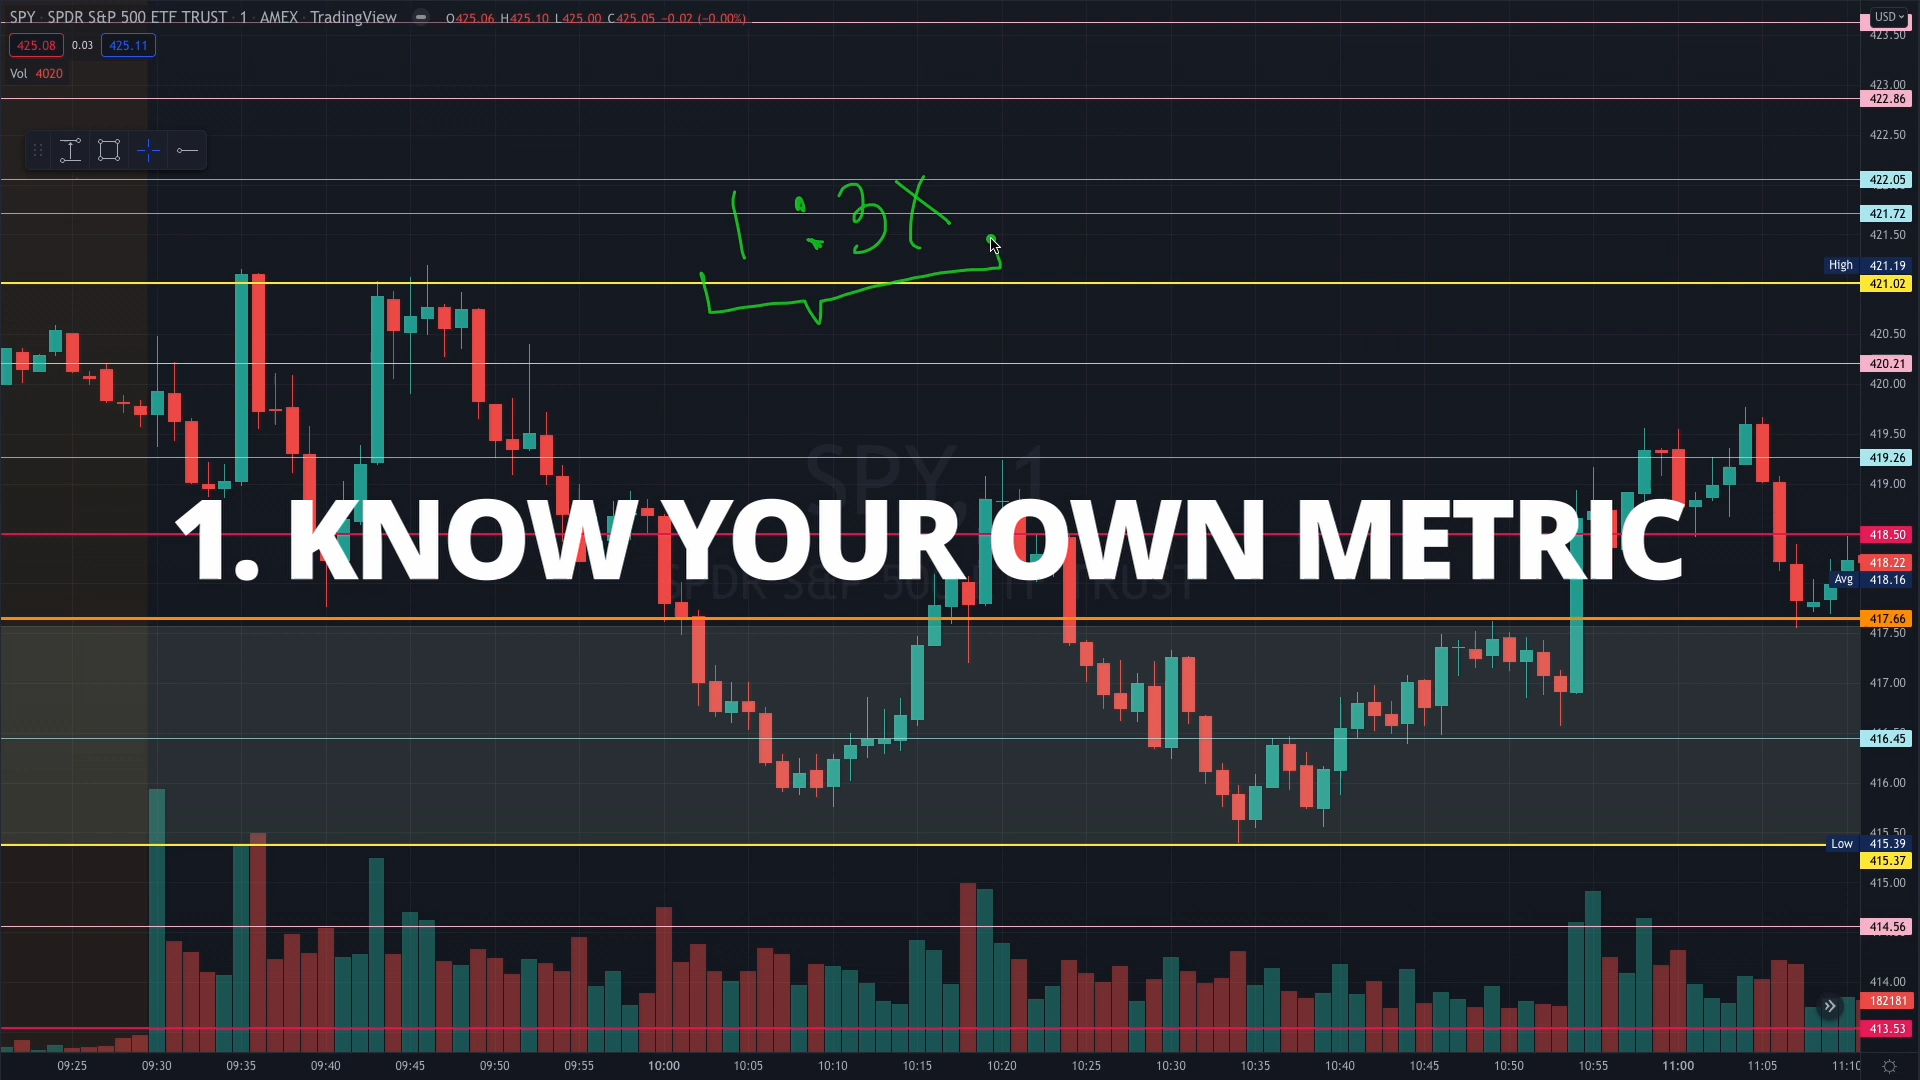 SPY · SPDR S&P 500 ETF TRUST · 1 · AMEX · TradingView
O425.06 H425.10 L425.00 C425.05 −0.02 (−0.00%)
425.08 0.03 425.11
Vol 4020
USD
423.50
423.00
422.86
422.50
422.05
421.72
1 : 3X
421.50
High 421.19
421.02
420.50
420.21
420.00
419.50
419.26
419.00
SPY, 1
1. KNOW YOUR OWN METRIC
418.50
418.22
Avg 418.16
SPDR S&P 500 ETF TRUST
417.66
417.50
417.00
416.45
416.00
415.50
Low 415.39
415.37
415.00
414.56
414.00
182181
413.53
09:25 09:30 09:35 09:40 09:45 09:50 09:55 10:00 10:05 10:10 10:15 10:20 10:25 10:30 10:35 10:40 10:45 10:50 10:55 11:00 11:05 11:10